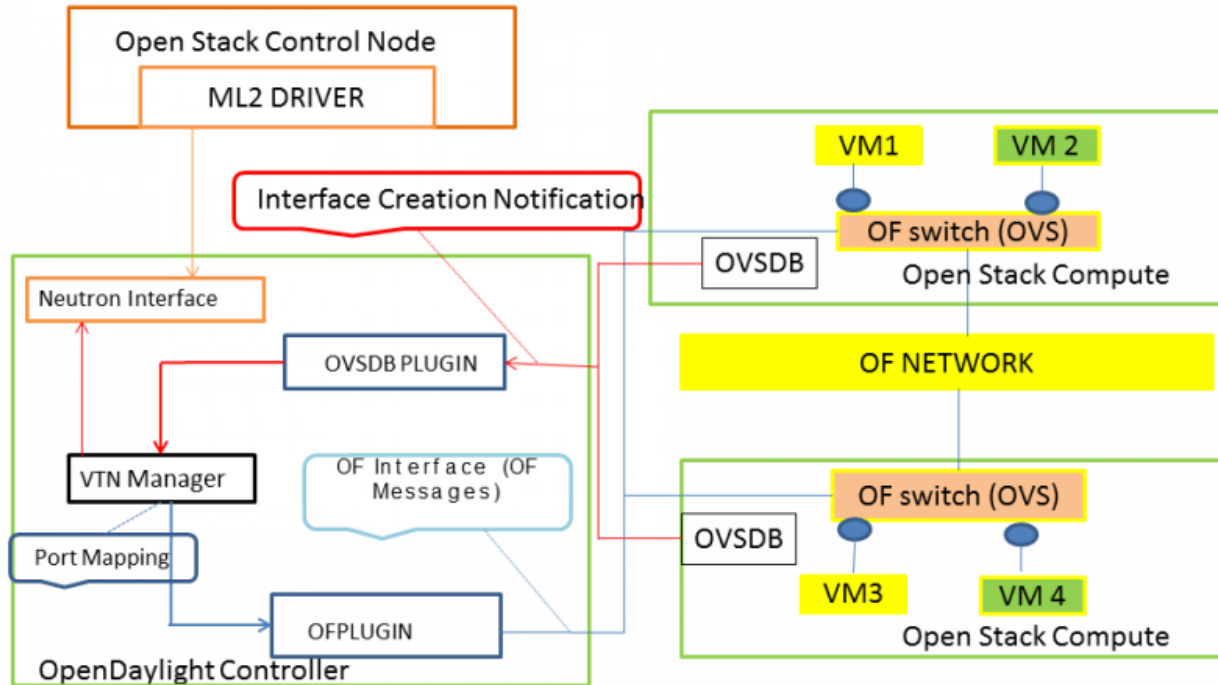 Open Stack Control Node
ML2 DRIVER
Interface Creation Notification
VM1
VM 2
OF switch (OVS)
OVSDB
Open Stack Compute
Neutron Interface
OVSDB PLUGIN
OF NETWORK
VTN Manager
OF Interface (OF
Messages)
OF switch (OVS)
OVSDB
Port Mapping
VM3
VM 4
OFPLUGIN
Open Stack Compute
OpenDaylight Controller